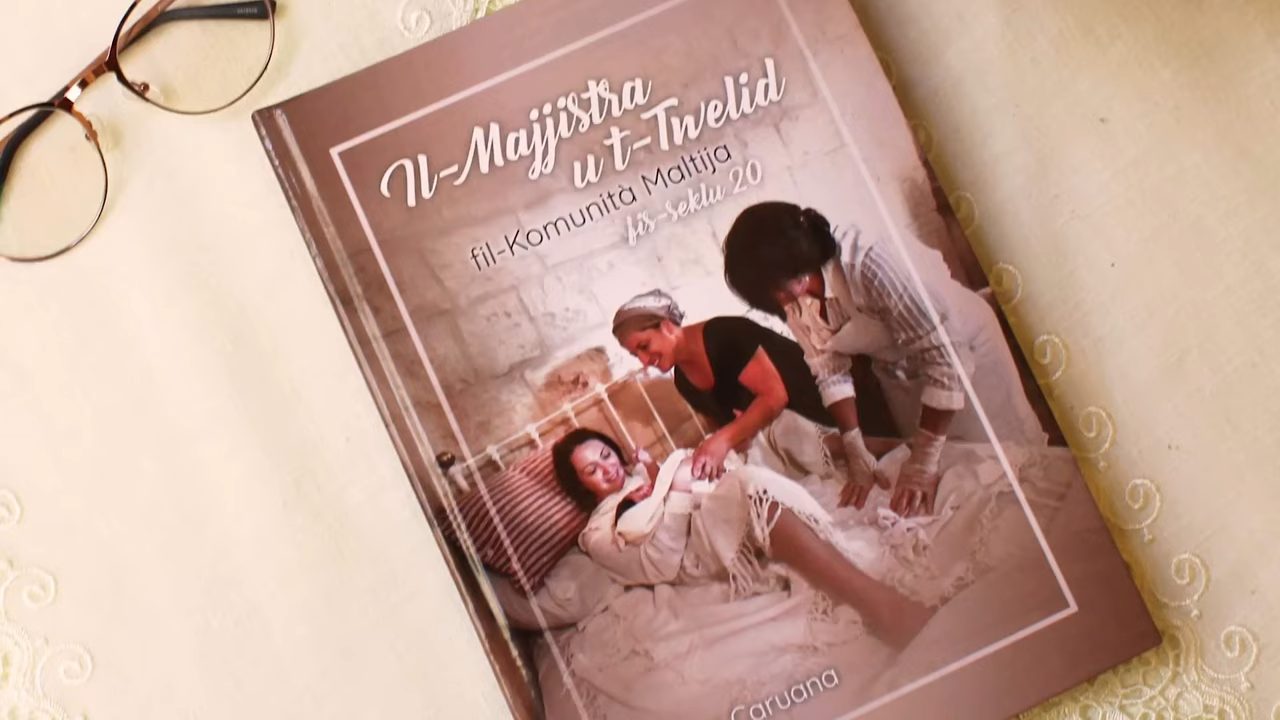 Il-Majjistra
u t-Twelid
fil-Komunità Maltija
fis-Seklu 20
Caruana